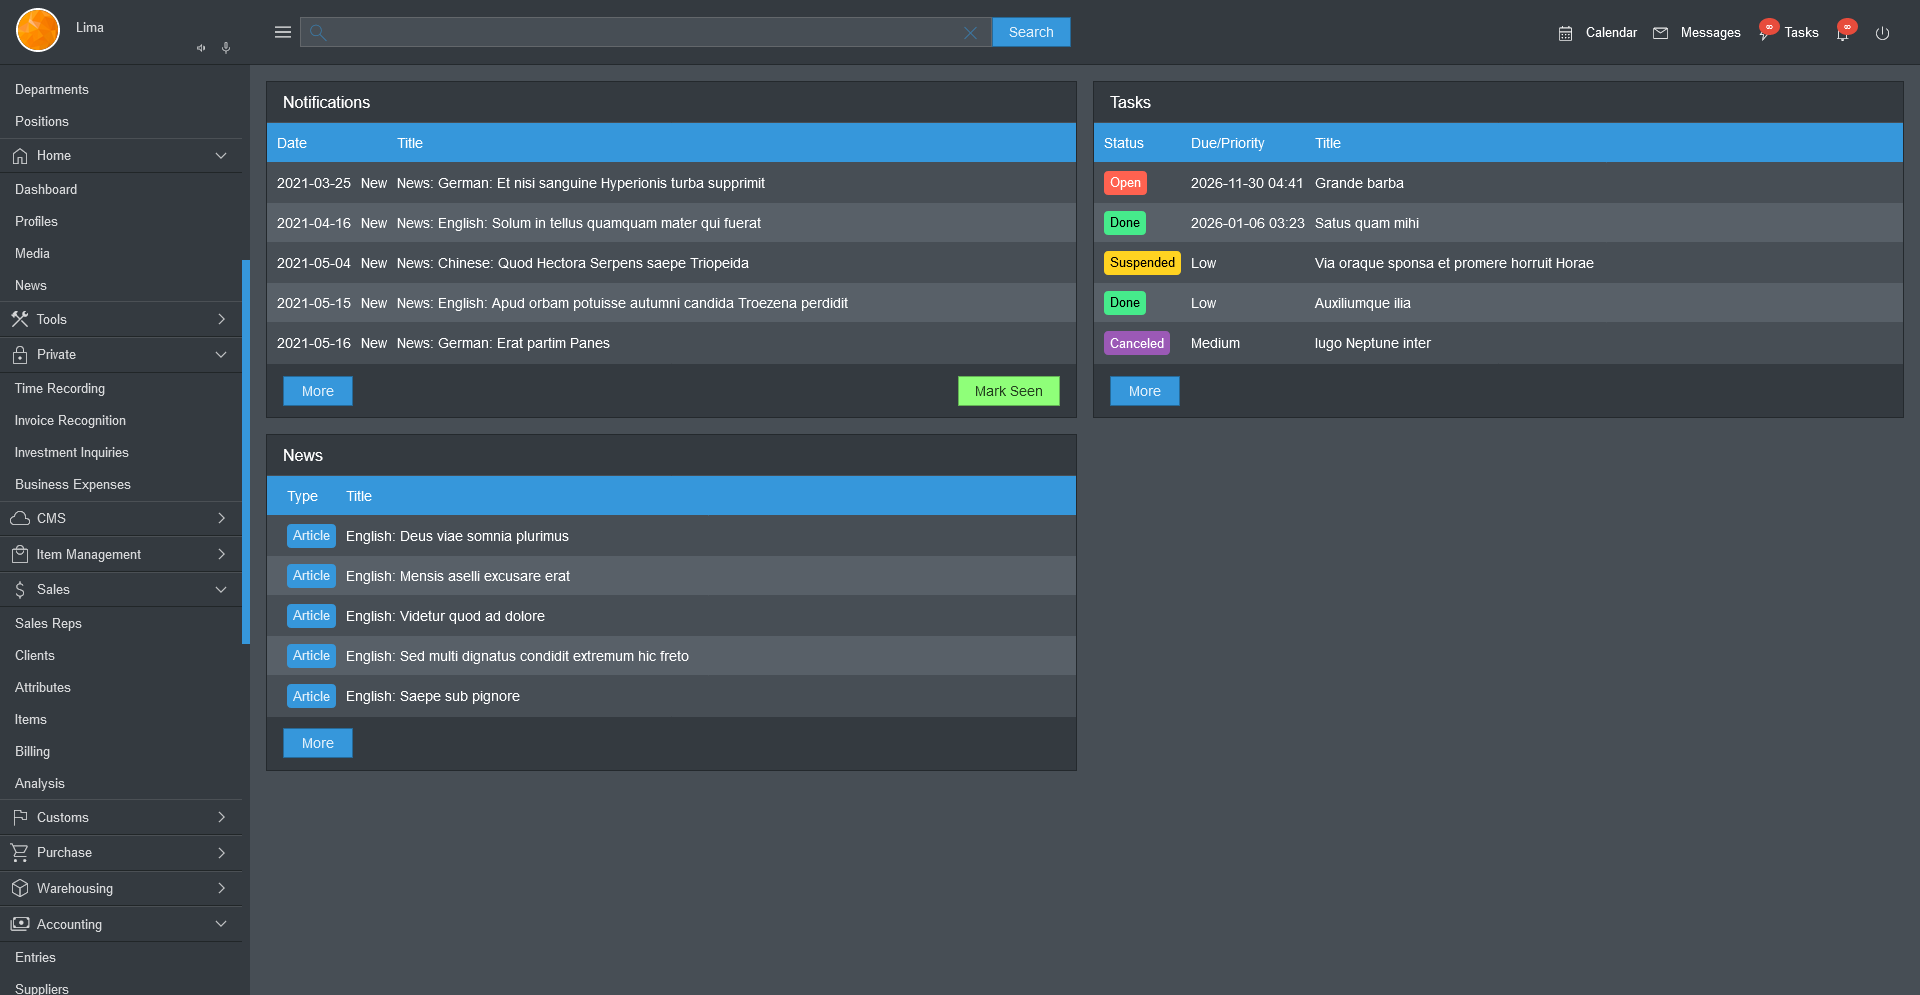 Lima
Search
Calendar
Messages
Tasks
Departments
Positions
Home
Dashboard
Profiles
Media
News
Tools
Private
Time Recording
Invoice Recognition
Investment Inquiries
Business Expenses
CMS
Item Management
Sales
Sales Reps
Clients
Attributes
Items
Billing
Analysis
Customs
Purchase
Warehousing
Accounting
Entries
Suppliers
Notifications
Date Title
2021-03-25 New News: German: Et nisi sanguine Hyperionis turba supprimit
2021-04-16 New News: English: Solum in tellus quamquam mater qui fuerat
2021-05-04 New News: Chinese: Quod Hectora Serpens saepe Triopeida
2021-05-15 New News: English: Apud orbam potuisse autumni candida Troezena perdidit
2021-05-16 New News: German: Erat partim Panes
More Mark Seen
Tasks
Status Due/Priority Title
Open 2026-11-30 04:41 Grande barba
Done 2026-01-06 03:23 Satus quam mihi
Suspended Low Via oraque sponsa et promere horruit Horae
Done Low Auxiliumque ilia
Canceled Medium Iugo Neptune inter
More
News
Type Title
Article English: Deus viae somnia plurimus
Article English: Mensis aselli excusare erat
Article English: Videtur quod ad dolore
Article English: Sed multi dignatus condidit extremum hic freto
Article English: Saepe sub pignore
More